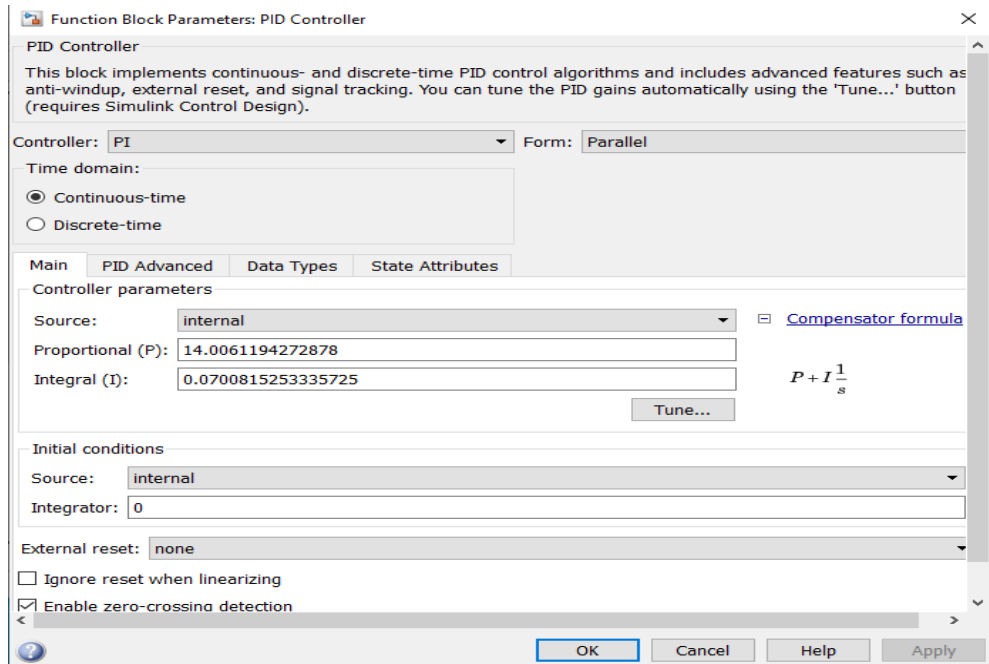 Function Block Parameters: PID Controller
PID Controller
This block implements continuous- and discrete-time PID control algorithms and includes advanced features such as
anti-windup, external reset, and signal tracking. You can tune the PID gains automatically using the 'Tune...' button
(requires Simulink Control Design).
Controller: PI Form: Parallel
Time domain:
Continuous-time
Discrete-time
Main PID Advanced Data Types State Attributes
Controller parameters
Source: internal Compensator formula
Proportional (P): 14.0061194272878
Integral (I): 0.0700815253335725
P + I 1/s
Tune...
Initial conditions
Source: internal
Integrator: 0
External reset: none
Ignore reset when linearizing
Enable zero-crossing detection
OK Cancel Help Apply